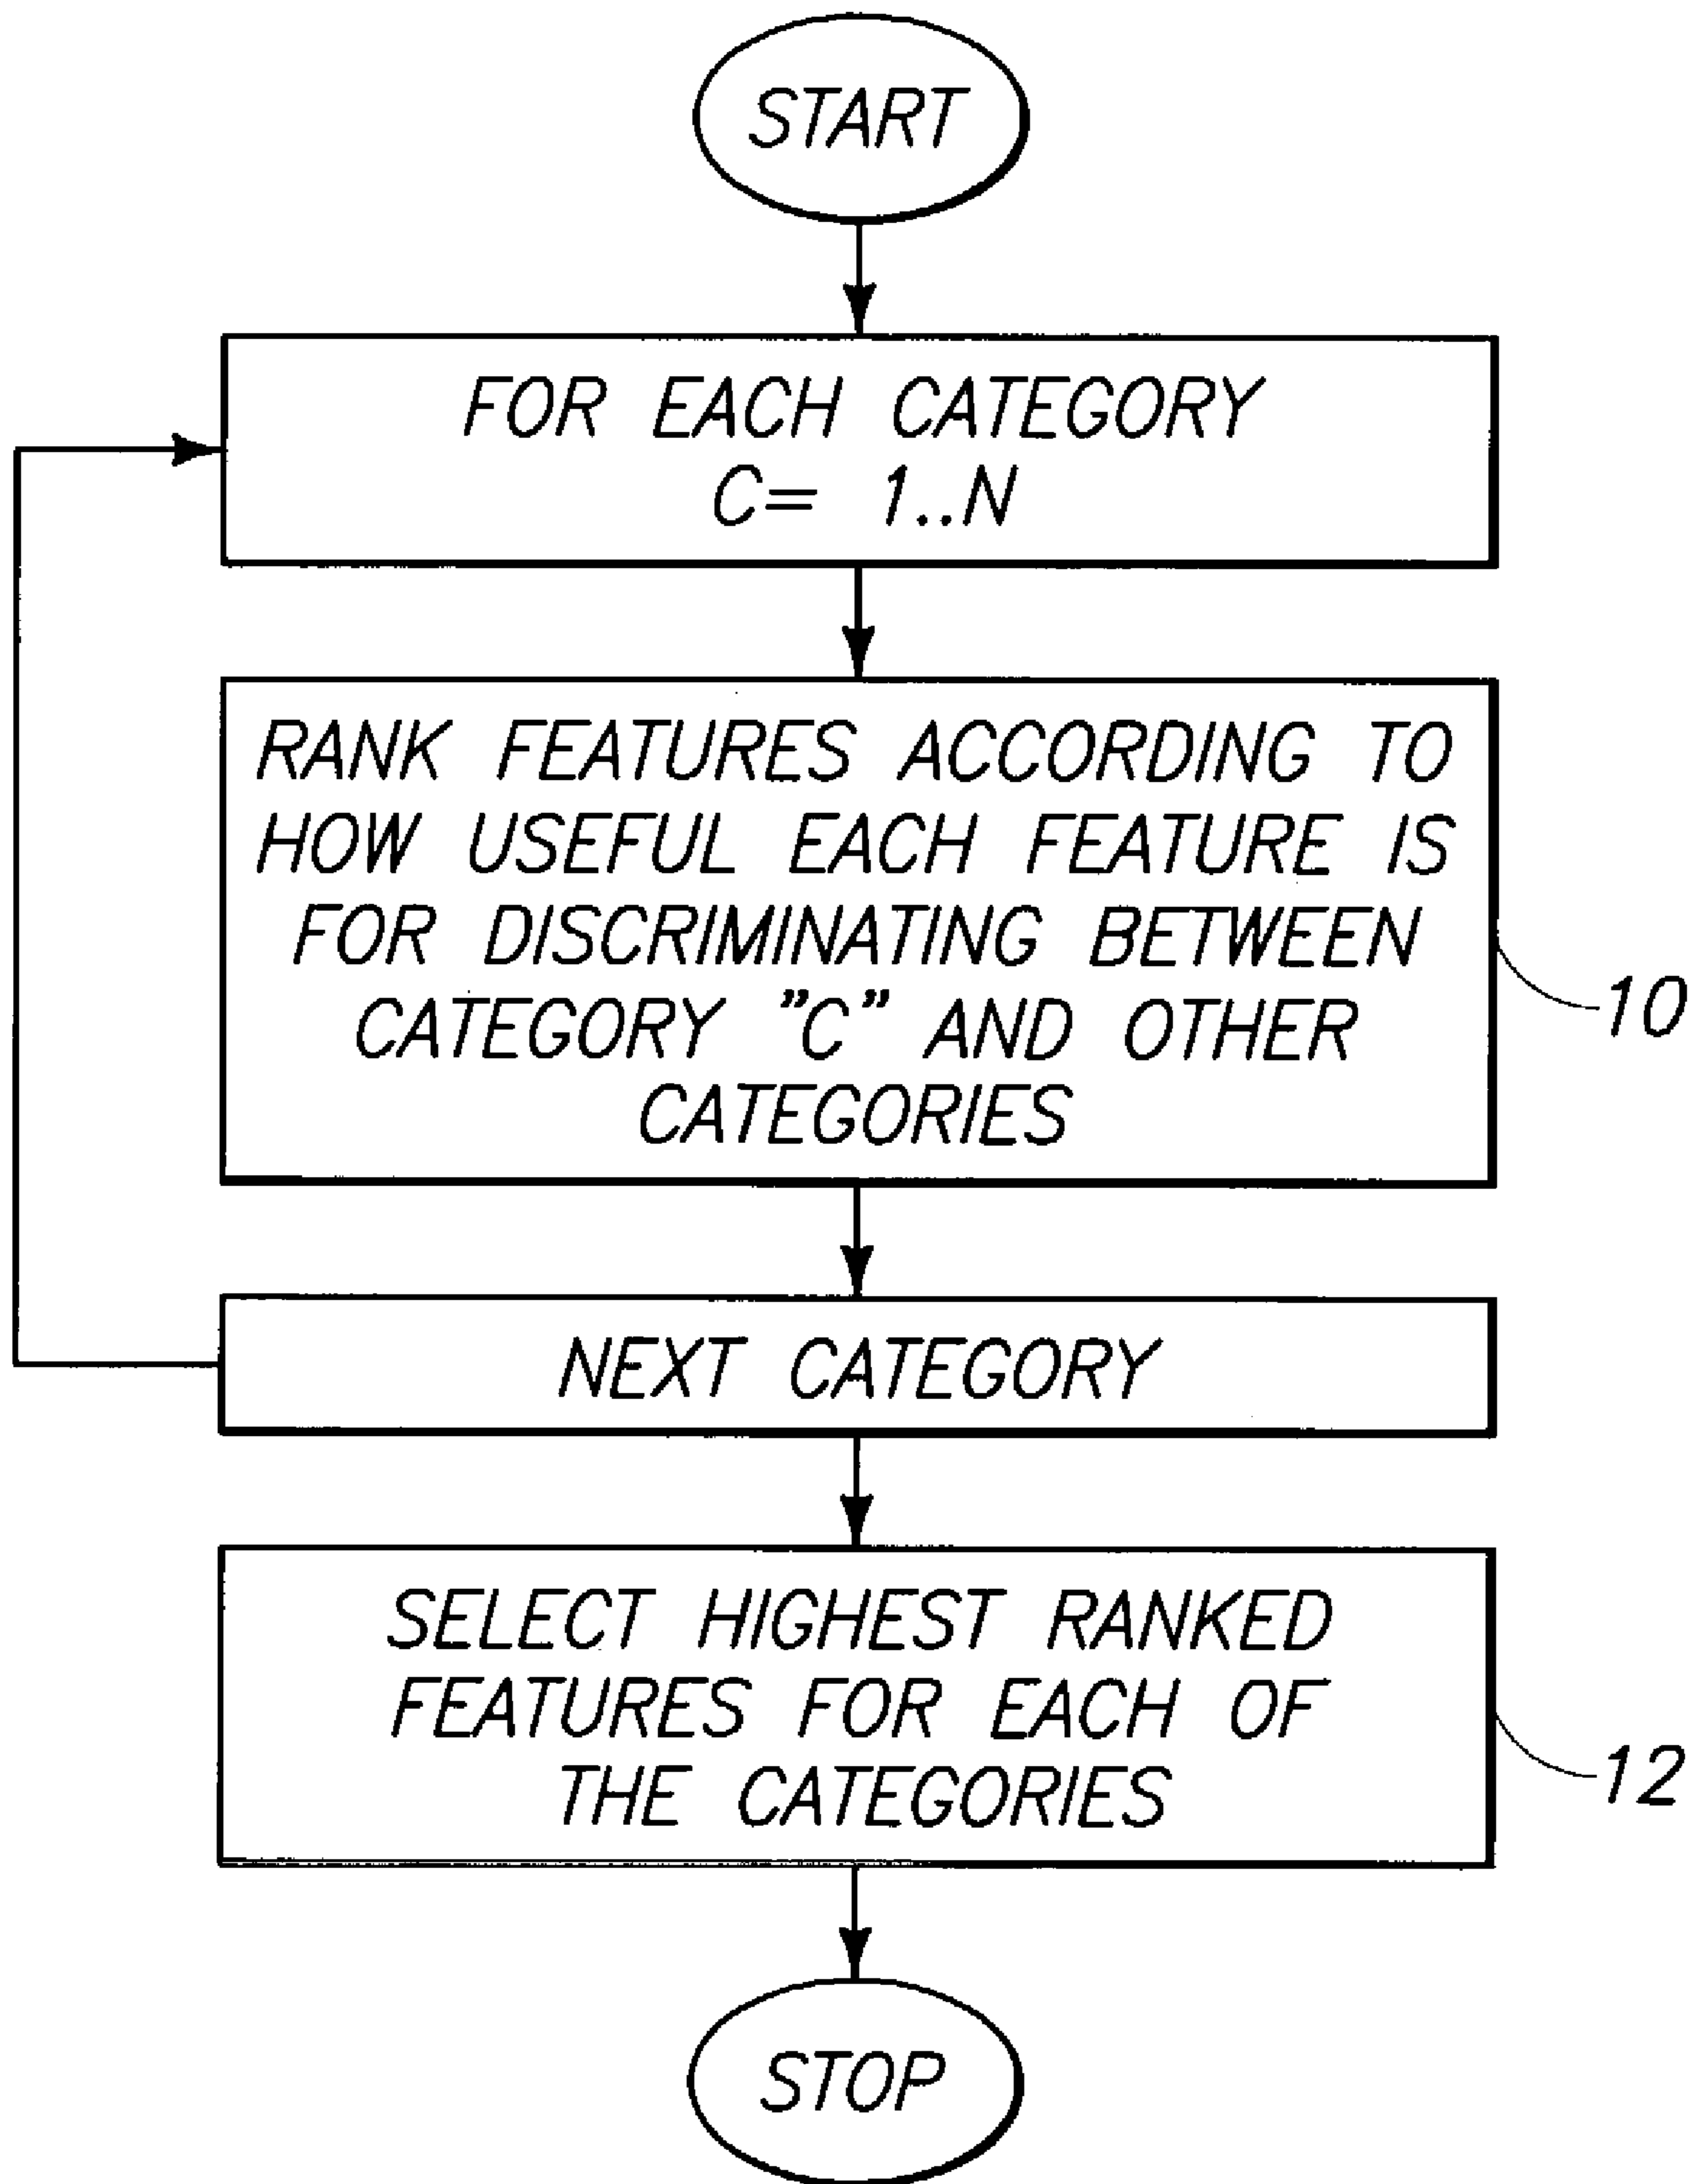 START
FOR EACH CATEGORY
C= 1..N
RANK FEATURES ACCORDING TO
HOW USEFUL EACH FEATURE IS
FOR DISCRIMINATING BETWEEN
CATEGORY "C" AND OTHER
CATEGORIES
10
NEXT CATEGORY
SELECT HIGHEST RANKED
FEATURES FOR EACH OF
THE CATEGORIES
12
STOP